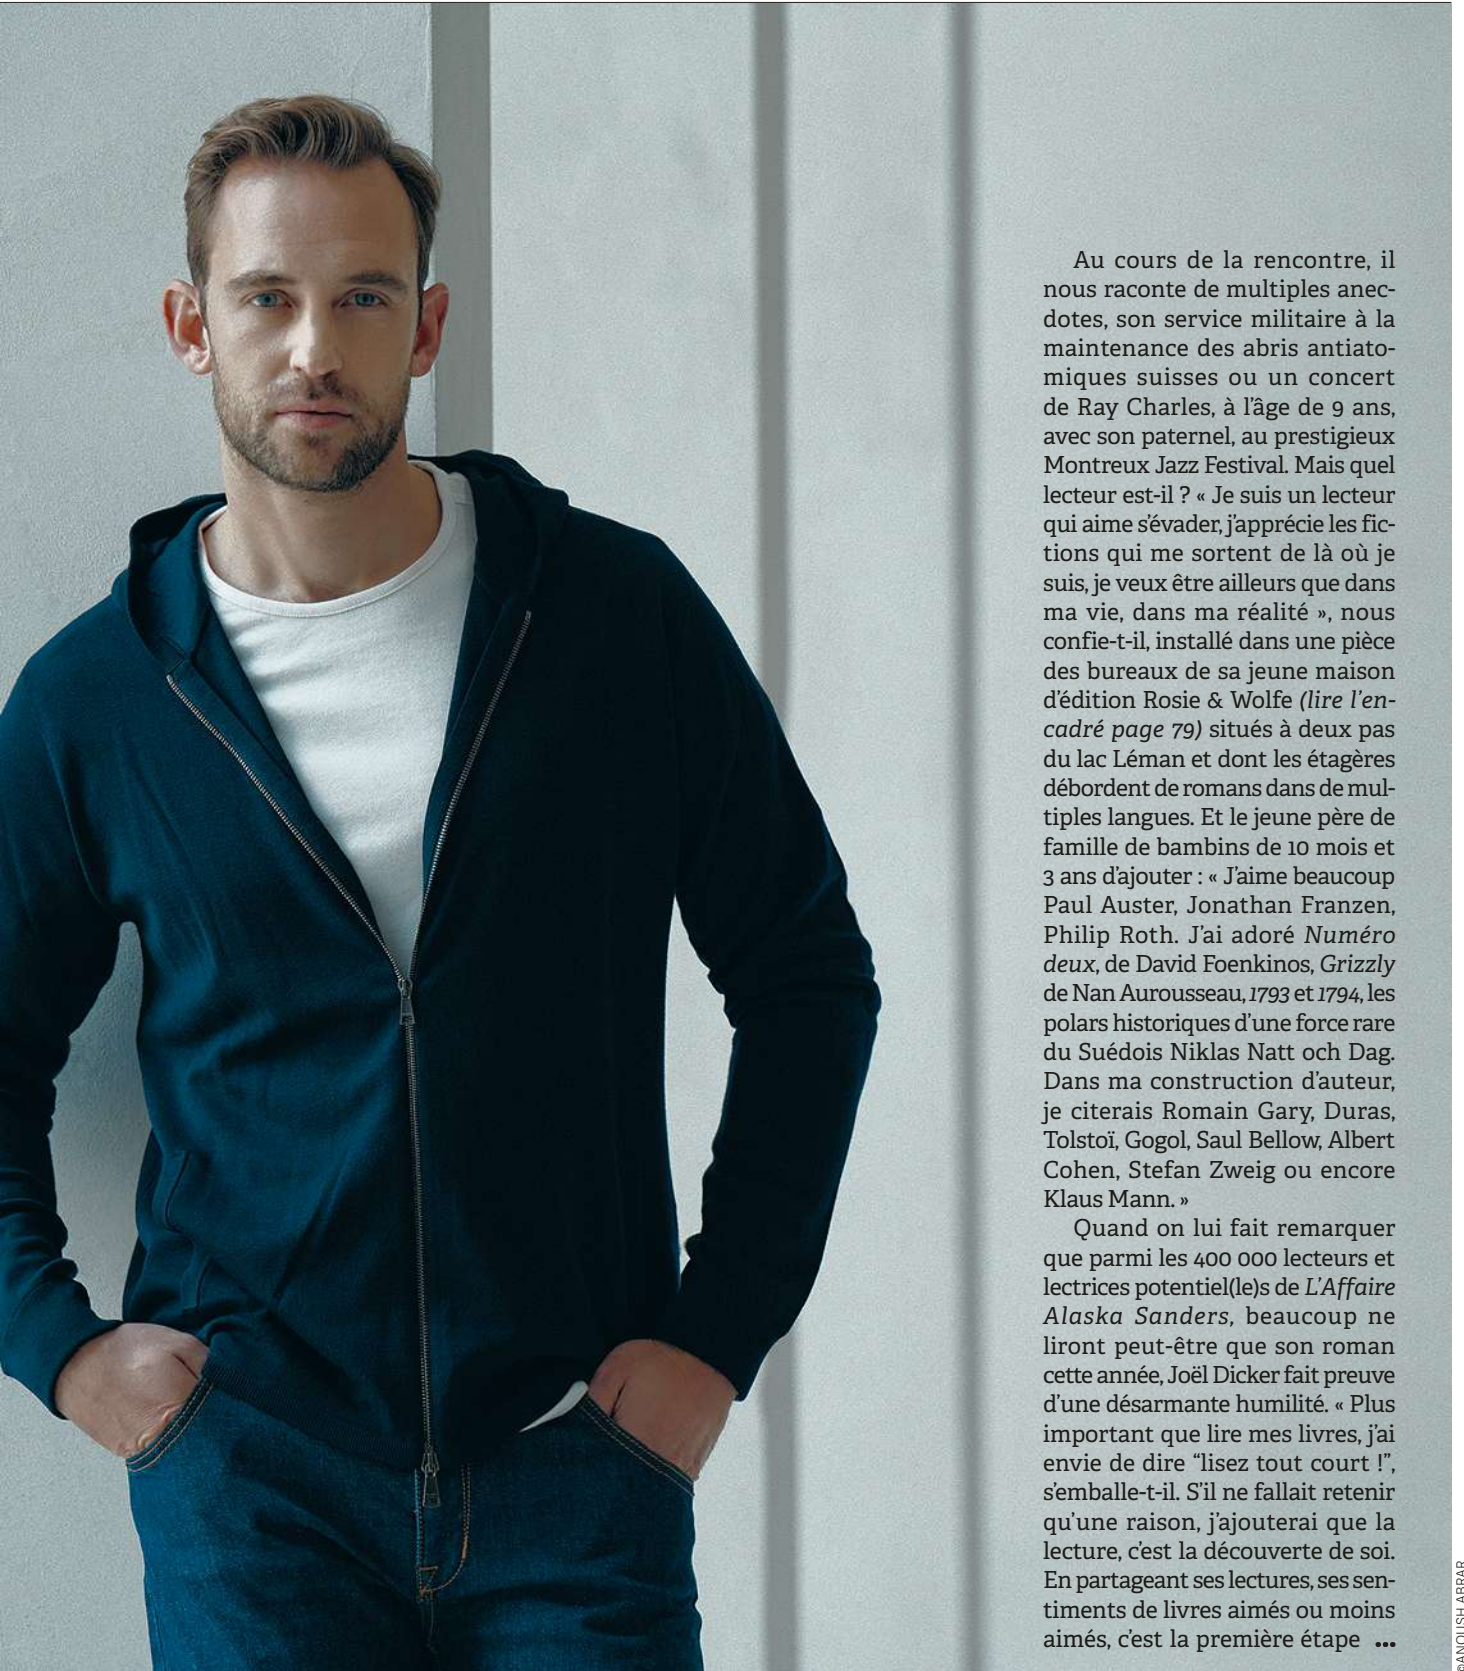 Au cours de la rencontre, il
nous raconte de multiples anec-
dotes, son service militaire à la
maintenance des abris antiato-
miques suisses ou un concert
de Ray Charles, à l’âge de 9 ans,
avec son paternel, au prestigieux
Montreux Jazz Festival. Mais quel
lecteur est-il ? « Je suis un lecteur
qui aime s’évader, j’apprécie les fic-
tions qui me sortent de là où je
suis, je veux être ailleurs que dans
ma vie, dans ma réalité », nous
confie-t-il, installé dans une pièce
des bureaux de sa jeune maison
d’édition Rosie & Wolfe (lire l’en-
cadré page 79) situés à deux pas
du lac Léman et dont les étagères
débordent de romans dans de mul-
tiples langues. Et le jeune père de
famille de bambins de 10 mois et
3 ans d’ajouter : « J’aime beaucoup
Paul Auster, Jonathan Franzen,
Philip Roth. J’ai adoré Numéro
deux, de David Foenkinos, Grizzly
de Nan Aurousseau, 1793 et 1794, les
polars historiques d’une force rare
du Suédois Niklas Natt och Dag.
Dans ma construction d’auteur,
je citerais Romain Gary, Duras,
Tolstoï, Gogol, Saul Bellow, Albert
Cohen, Stefan Zweig ou encore
Klaus Mann. »
Quand on lui fait remarquer
que parmi les 400 000 lecteurs et
lectrices potentiel(le)s de L’Affaire
Alaska Sanders, beaucoup ne
liront peut-être que son roman
cette année, Joël Dicker fait preuve
d’une désarmante humilité. « Plus
important que lire mes livres, j’ai
envie de dire “lisez tout court !”,
s’emballe-t-il. S’il ne fallait retenir
qu’une raison, j’ajouterai que la
lecture, c’est la découverte de soi.
En partageant ses lectures, ses sen-
timents de livres aimés ou moins
aimés, c’est la première étape •••
©ANOUSH ABRAR